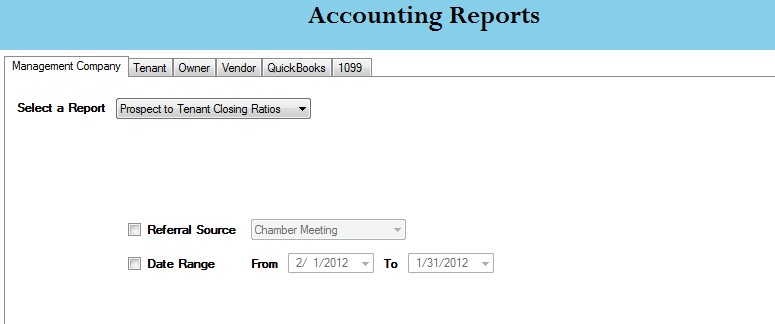 Accounting Reports
Management Company Tenant Owner Vendor QuickBooks 1099
Select a Report Prospect to Tenant Closing Ratios
Referral Source Chamber Meeting
Date Range From 2/ 1/2012 To 1/31/2012